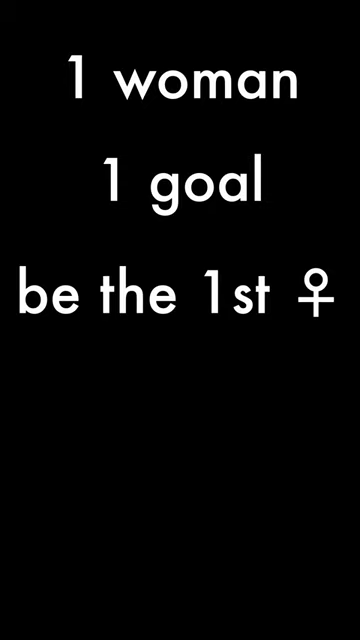 1 woman
1 goal
be the 1st ♀